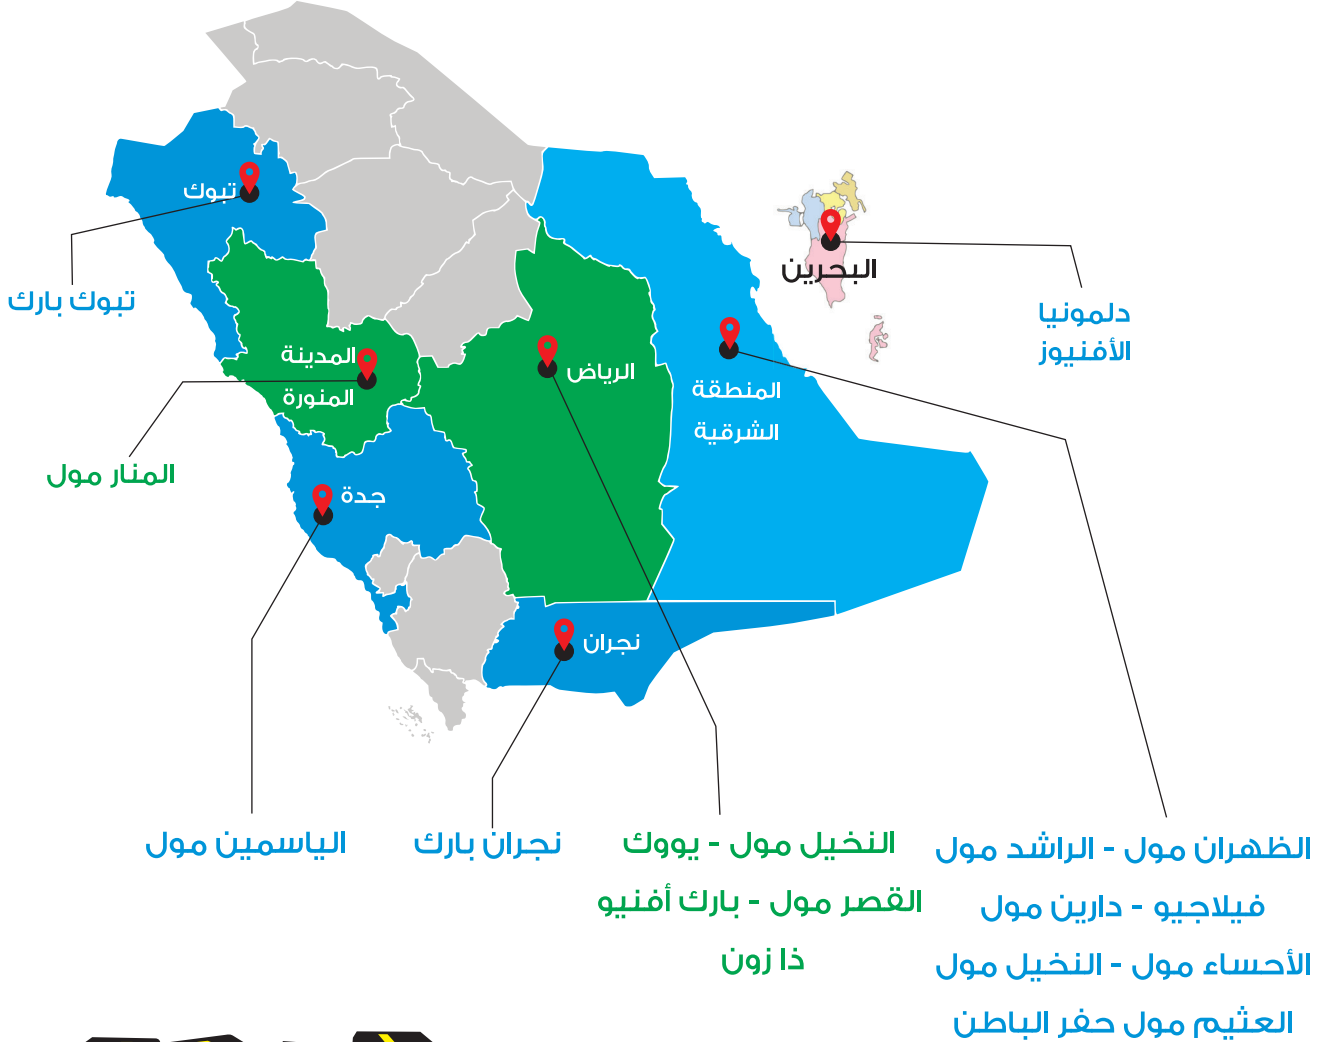 تبوك
البحرين
تبوك بارك
دلمونيا
الأفنيوز
المدينة
المنورة
الرياض
المنطقة
الشرقية
المنار مول
جدة
نجران
الياسمين مول
نجران بارك
النخيل مول - يووك
القصر مول - بارك أفنيو
ذا زون
الظهران مول - الراشد مول
فيلاجيو - دارين مول
الأحساء مول - النخيل مول
العثيم مول حفر الباطن